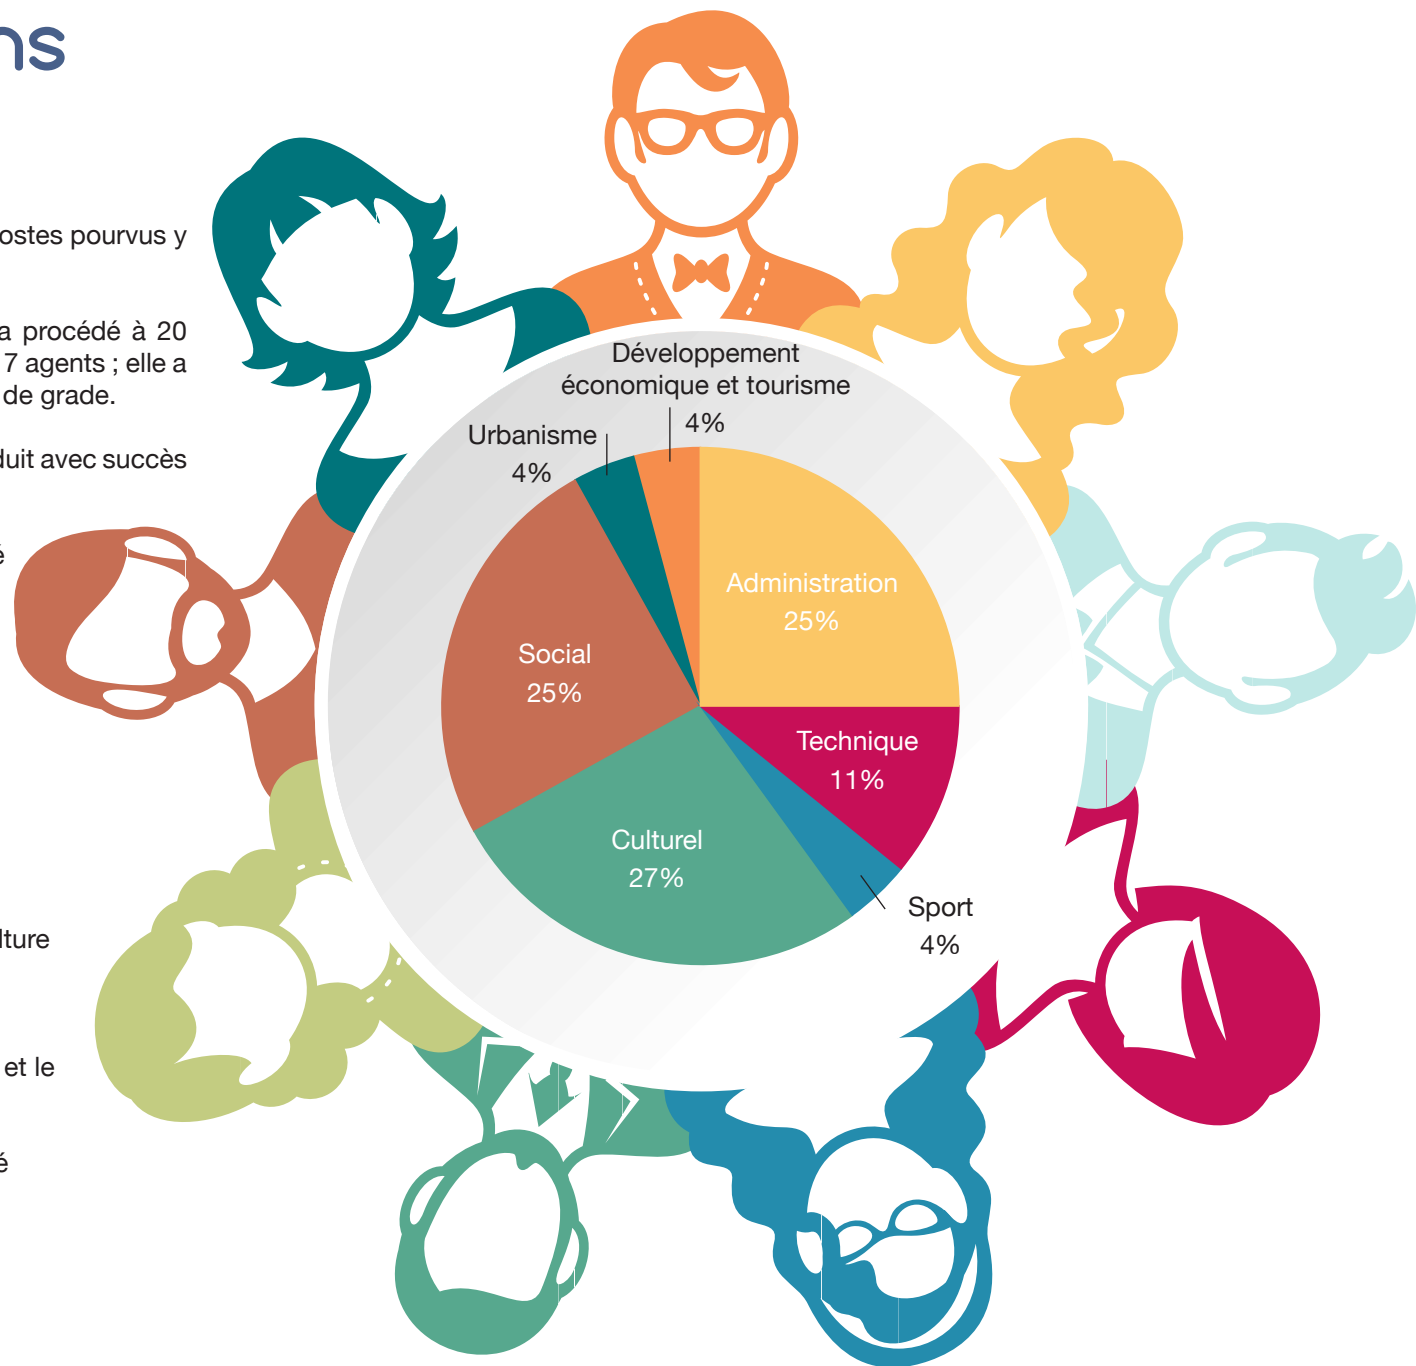 ns
ostes pourvus y
a procédé à 20
7 agents ; elle a
de grade.
duit avec succès
é
lture
et le
é
Développement
économique et tourisme
4%
Urbanisme
4%
Administration
25%
Social
25%
Technique
11%
Culturel
27%
Sport
4%